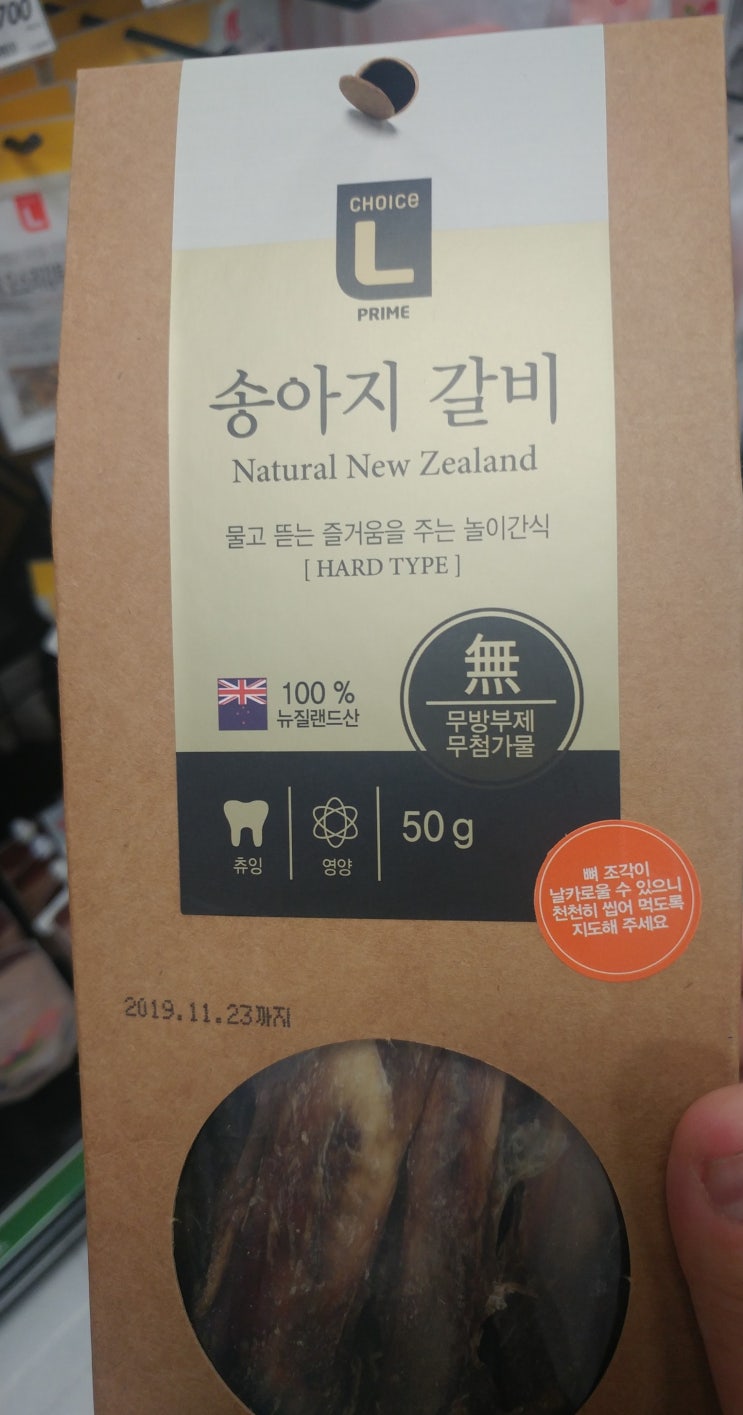 700
CHOICe
L
PRIME
송아지 갈비
Natural New Zealand
물고 뜯는 즐거움을 주는 놀이간식
[ HARD TYPE ]
100 %
뉴질랜드산
無
무방부제
무첨가물
츄잉
영양
50 g
뼈 조각이
날카로울 수 있으니
천천히 씹어 먹도록
지도해 주세요
2019.11.23까지